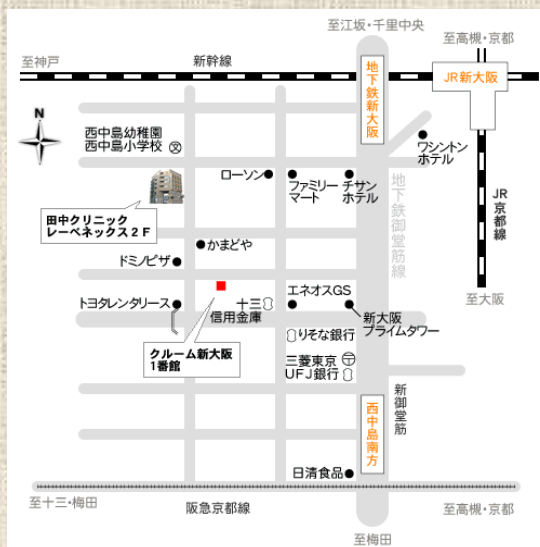 至江坂・千里中央
至高槻・京都
至神戸
新幹線
地下鉄新大阪
JR新大阪
N
西中島幼稚園
西中島小学校
文
ワシントン
ホテル
ローソン
ファミリー
マート
チサン
ホテル
地下鉄御堂筋線
JR京都線
田中クリニック
レーベネックス2F
かまどや
ドミノピザ
至大阪
トヨタレンタリース
十三
信用金庫
エネオスGS
新大阪
プライムタワー
りそな銀行
クルーム新大阪
1番館
三菱東京
UFJ銀行
新御堂筋
西中島南方
日清食品
至十三・梅田
阪急京都線
至高槻・京都
至梅田